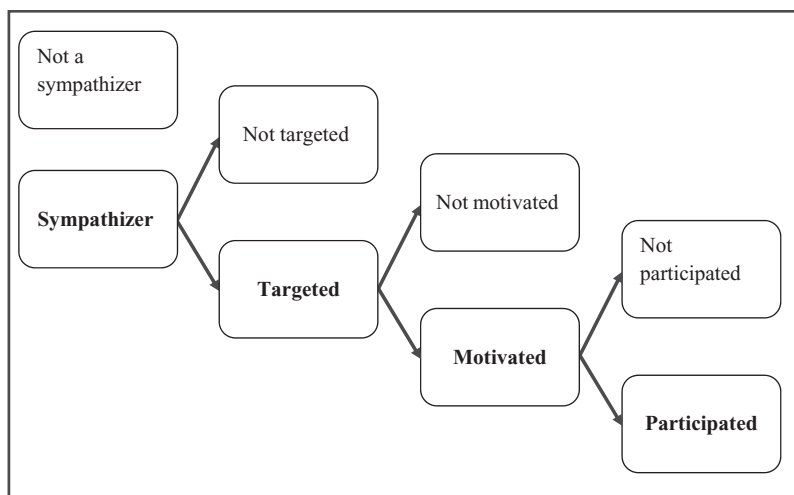 Not a
sympathizer
Not targeted
Sympathizer
Not motivated
Targeted
Not
participated
Motivated
Participated